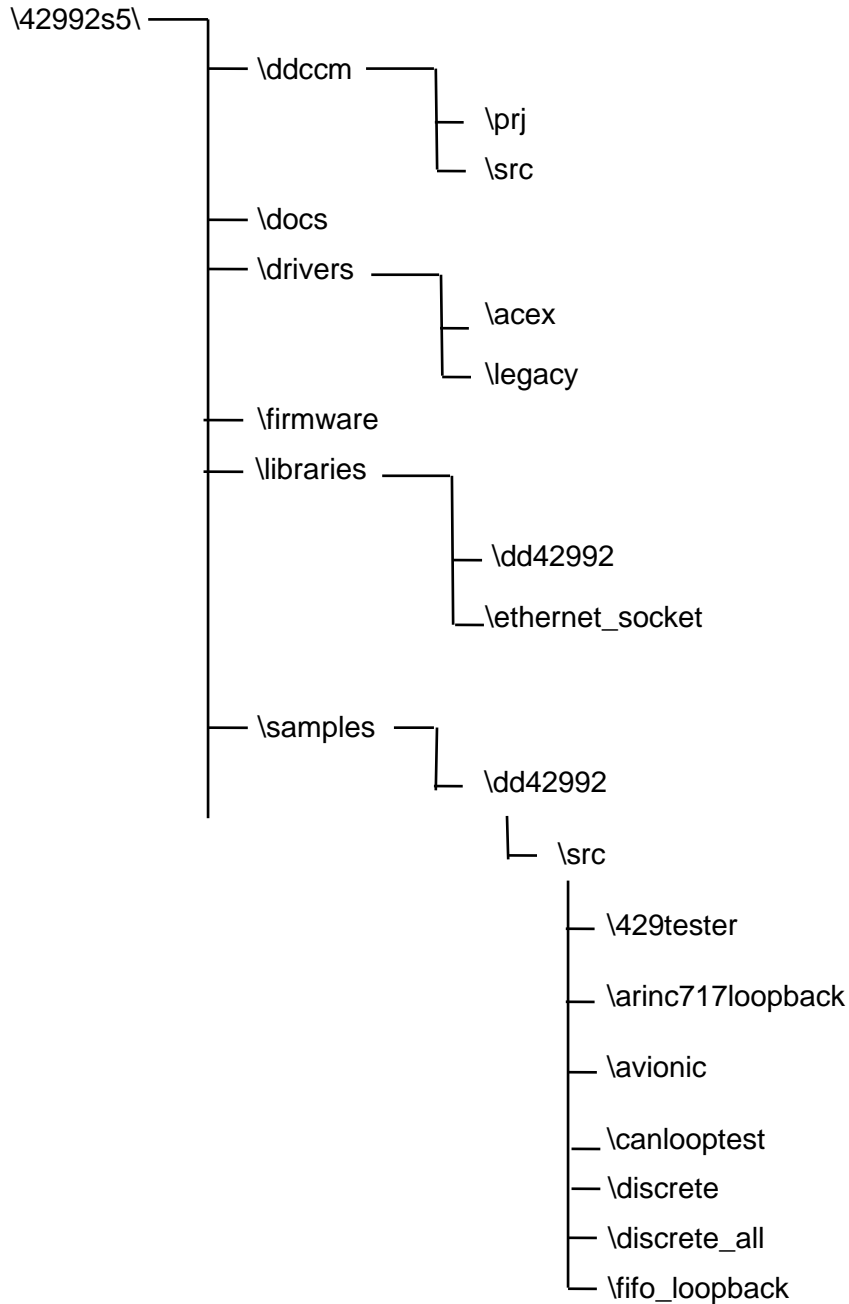 \42992s5\
\ddccm
\prj
\src
\docs
\drivers
\acex
\legacy
\firmware
\libraries
\dd42992
\ethernet_socket
\samples
\dd42992
\src
\429tester
\arinc717loopback
\avionic
\canlooptest
\discrete
\discrete_all
\fifo_loopback